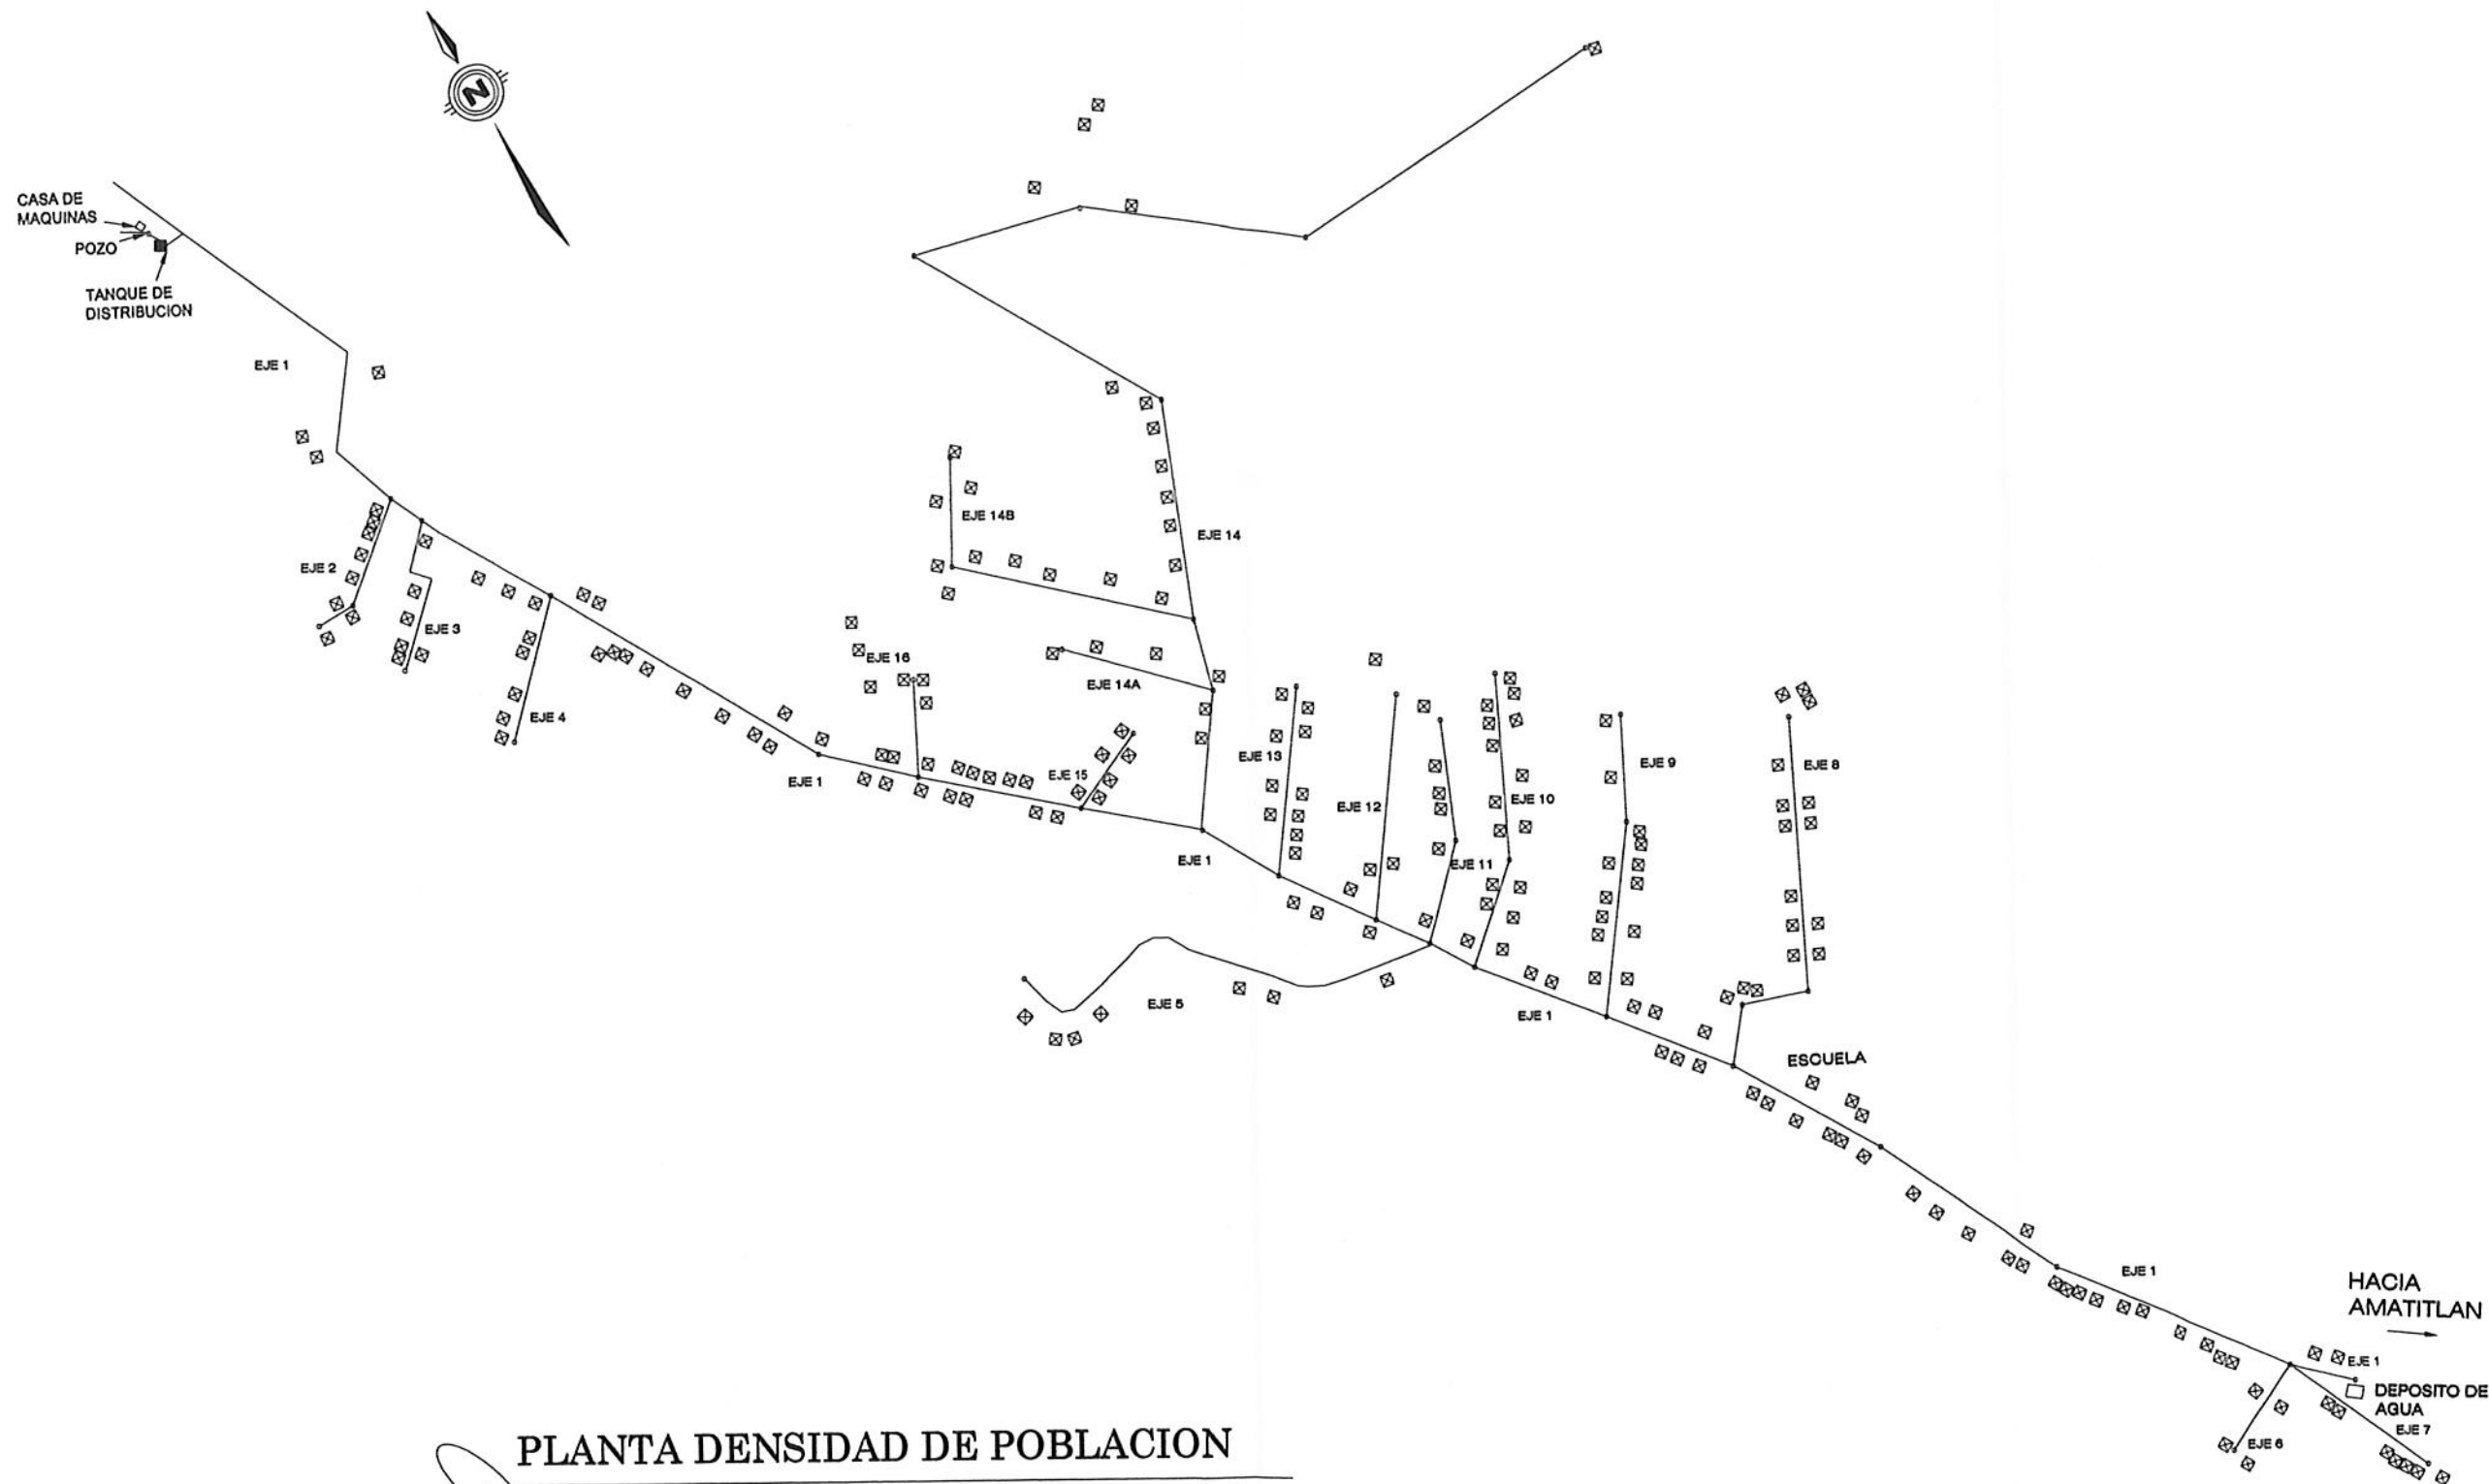 N
CASA DE
MAQUINAS
POZO
TANQUE DE
DISTRIBUCION
EJE 1
EJE 2
EJE 3
EJE 4
EJE 14B
EJE 14
EJE 16
EJE 14A
EJE 1
EJE 15
EJE 13
EJE 12
EJE 10
EJE 9
EJE 8
EJE 1
EJE 11
EJE 5
EJE 1
ESCUELA
EJE 1
HACIA
AMATITLAN
EJE 1
DEPOSITO DE
AGUA
EJE 7
EJE 6
PLANTA DENSIDAD DE POBLACION